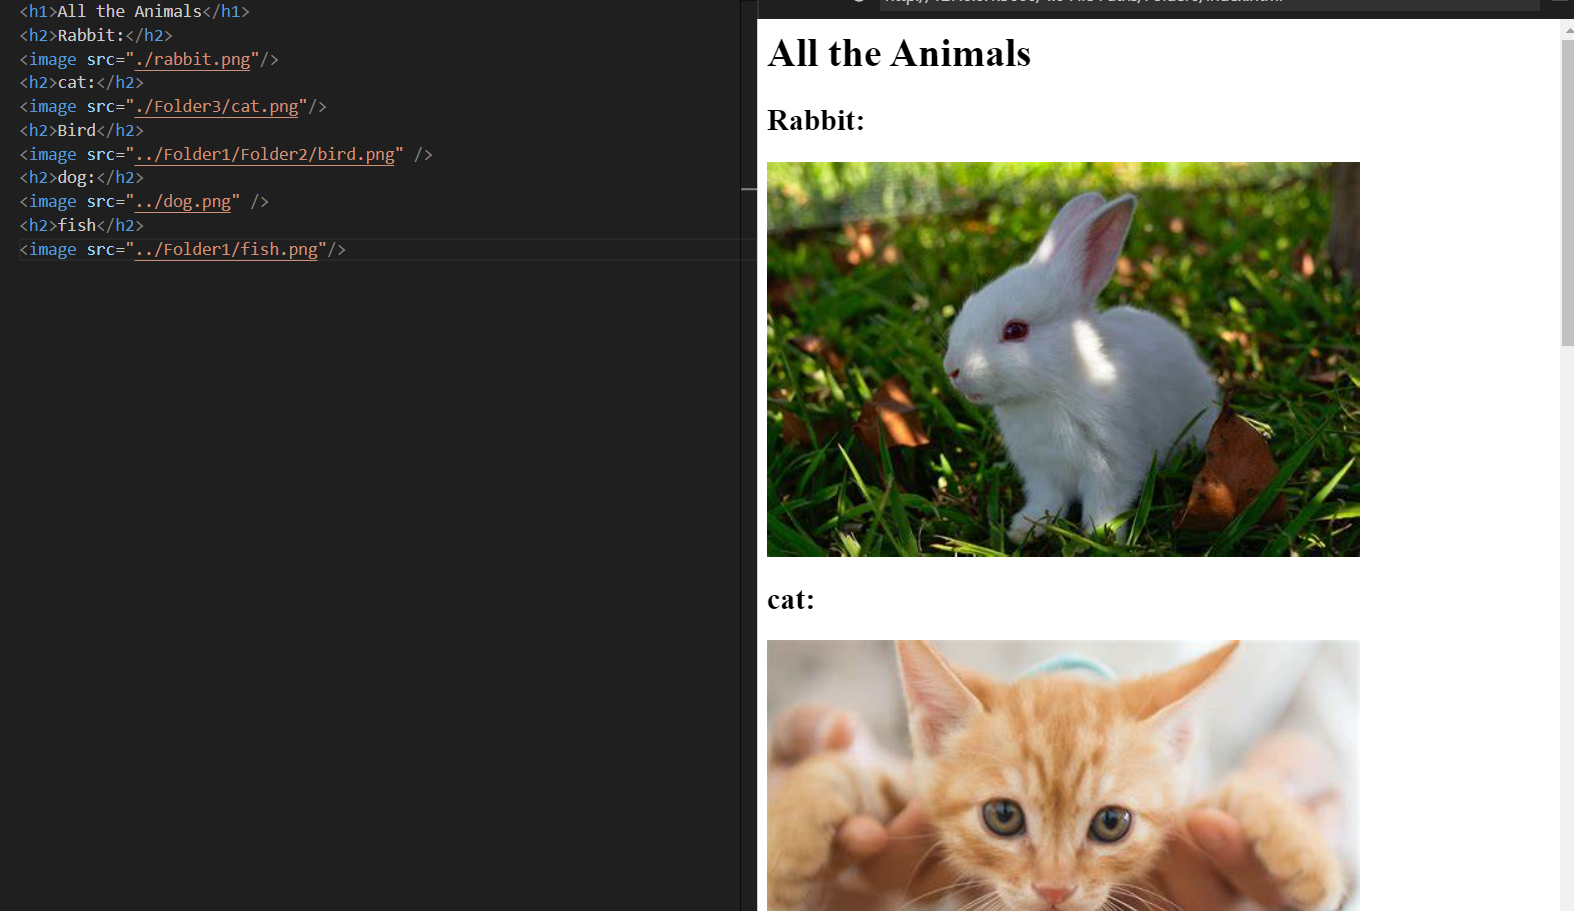 <h1>All the Animals</h1>
<h2>Rabbit:</h2>
<image src="./rabbit.png"/>
<h2>cat:</h2>
<image src="./Folder3/cat.png"/>
<h2>Bird</h2>
<image src="../Folder1/Folder2/bird.png" />
<h2>dog:</h2>
<image src="../dog.png" />
<h2>fish</h2>
<image src="../Folder1/fish.png"/>
All the Animals
Rabbit:
cat: